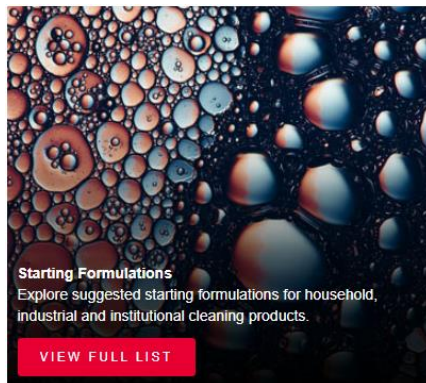 Starting Formulations
Explore suggested starting formulations for household,
industrial and institutional cleaning products.
VIEW FULL LIST